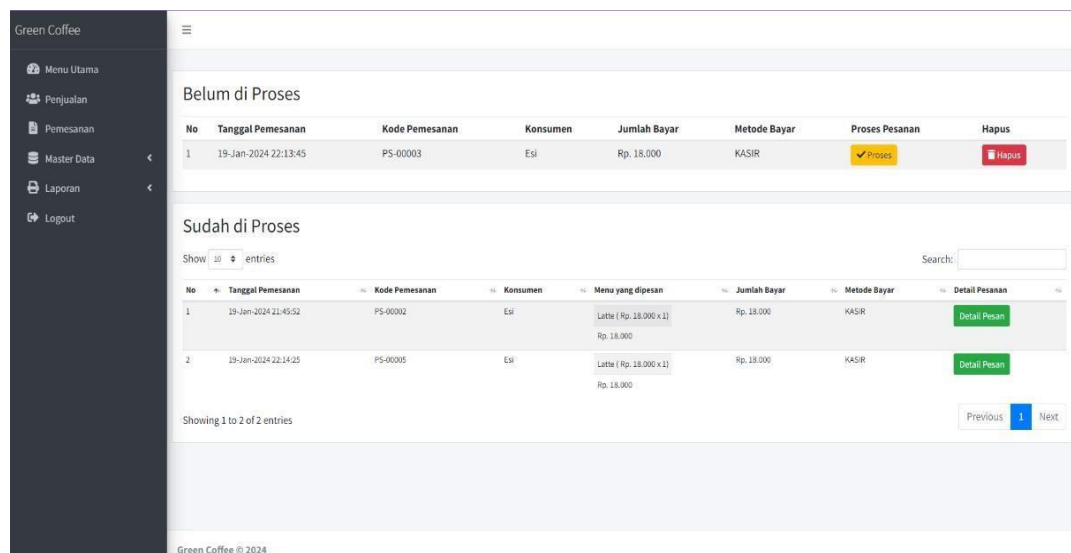 Green Coffee
Menu Utama
Penjualan
Pemesanan
Master Data
Laporan
Logout
Belum di Proses
No Tanggal Pemesanan Kode Pemesanan Konsumen Jumlah Bayar Metode Bayar Proses Pesanan Hapus
1 19-Jan-2024 22:13:45 PS-00003 Esi Rp. 18.000 KASIR Proses Hapus
Sudah di Proses
Show 10 entries Search:
No Tanggal Pemesanan Kode Pemesanan Konsumen Menu yang dipesan Jumlah Bayar Metode Bayar Detail Pesanan
1 19-Jan-2024 21:45:52 PS-00002 Esi Latte ( Rp. 18.000 x 1) Rp. 18.000 KASIR Detail Pesan
Rp. 18.000
2 19-Jan-2024 22:14:25 PS-00005 Esi Latte ( Rp. 18.000 x 1) Rp. 18.000 KASIR Detail Pesan
Rp. 18.000
Showing 1 to 2 of 2 entries Previous 1 Next
Green Coffee © 2024